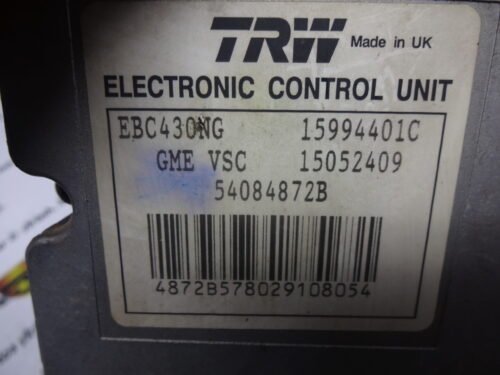 TRW Made in UK
ELECTRONIC CONTROL UNIT
EBC430NG 15994401C
GME VSC 15052409
54084872B
4872B578029108054